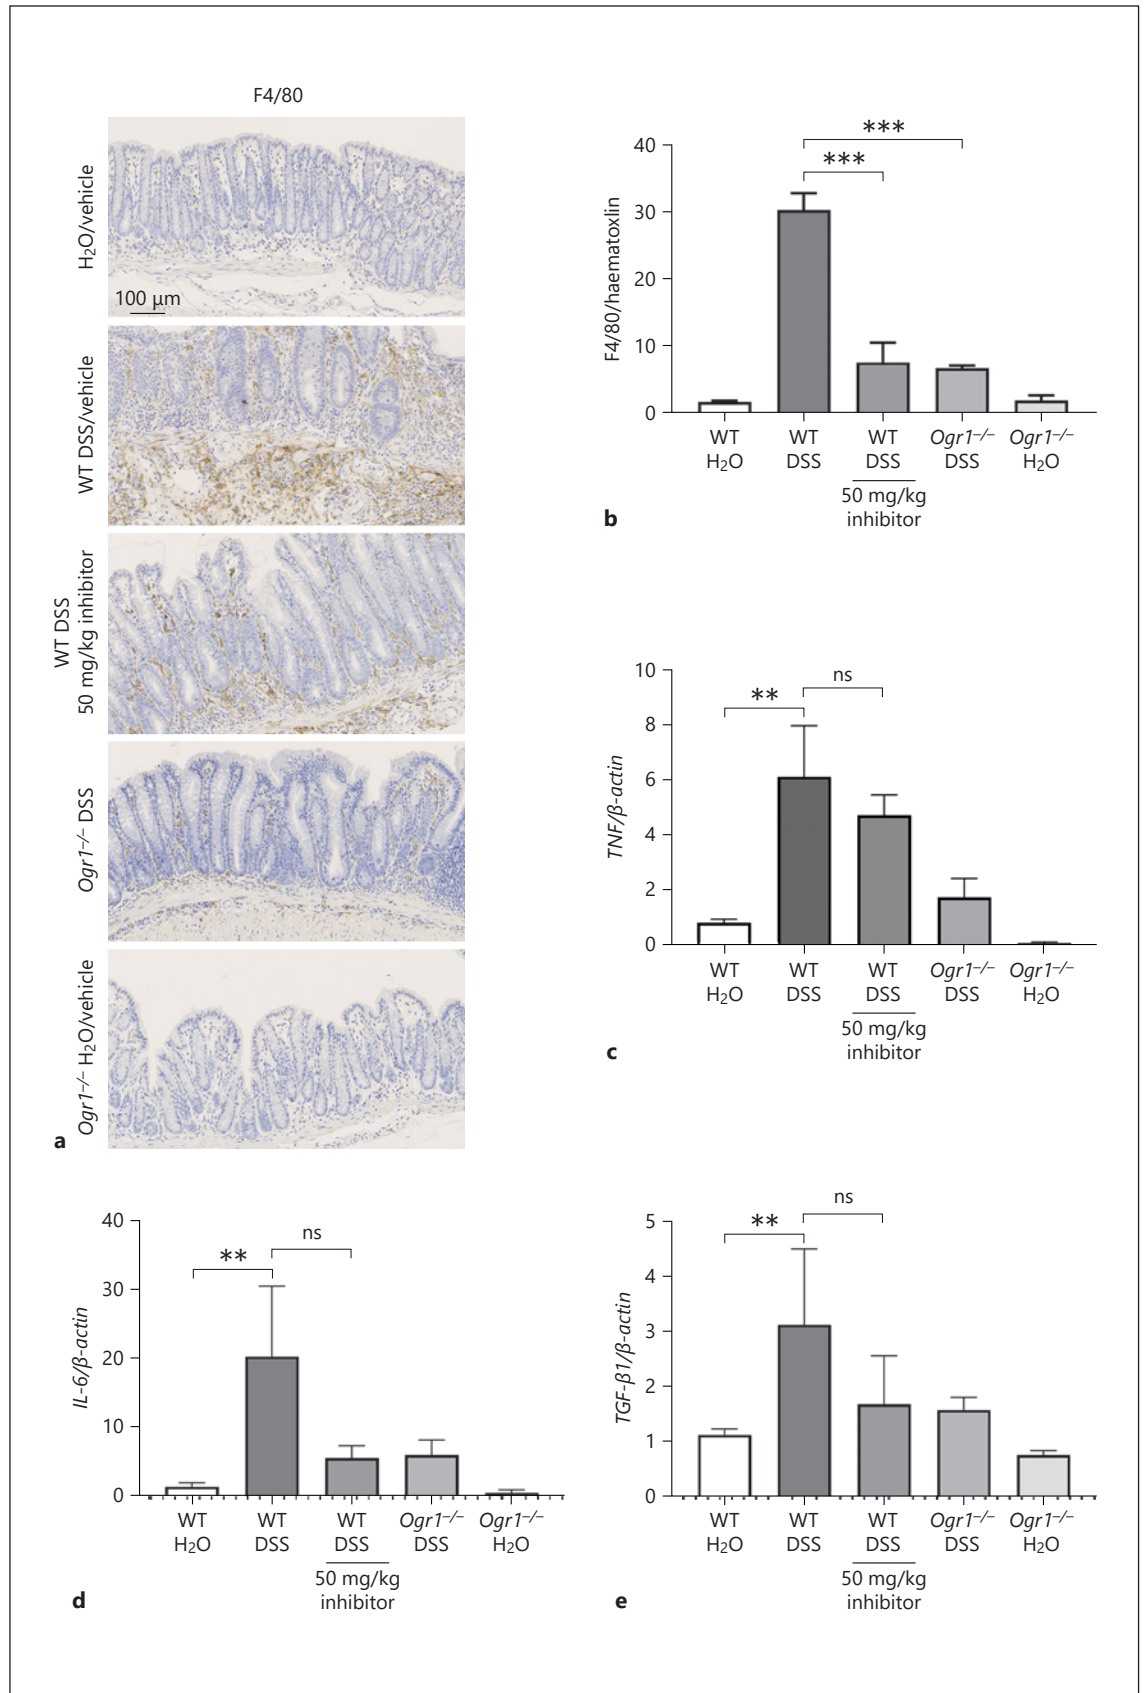 F4/80
H₂O/vehicle
100 μm
WT DSS/vehicle
WT DSS
50 mg/kg inhibitor
Ogr1⁻/⁻ DSS
Ogr1⁻/⁻ H₂O/vehicle
a
F4/80/haematoxlin
40
30
20
10
0
***
***
WT
H₂O
WT
DSS
WT
DSS
50 mg/kg
inhibitor
Ogr1⁻/⁻
DSS
Ogr1⁻/⁻
H₂O
b
TNF/β-actin
10
8
6
4
2
0
**
ns
WT
H₂O
WT
DSS
WT
DSS
50 mg/kg
inhibitor
Ogr1⁻/⁻
DSS
Ogr1⁻/⁻
H₂O
c
IL-6/β-actin
40
30
20
10
0
**
ns
WT
H₂O
WT
DSS
WT
DSS
50 mg/kg
inhibitor
Ogr1⁻/⁻
DSS
Ogr1⁻/⁻
H₂O
d
TGF-β1/β-actin
5
4
3
2
1
0
**
ns
WT
H₂O
WT
DSS
WT
DSS
50 mg/kg
inhibitor
Ogr1⁻/⁻
DSS
Ogr1⁻/⁻
H₂O
e